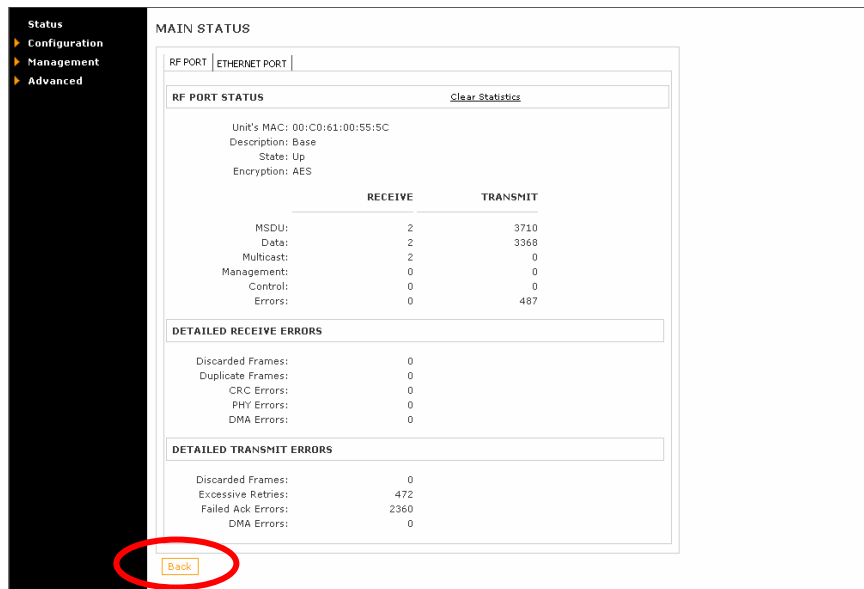 Status
Configuration
Management
Advanced
MAIN STATUS
RF PORT ETHERNET PORT
RF PORT STATUS Clear Statistics
Unit's MAC: 00:C0:61:00:55:5C
Description: Base
State: Up
Encryption: AES
RECEIVE TRANSMIT
MSDU: 2 3710
Data: 2 3368
Multicast: 2 0
Management: 0 0
Control: 0 0
Errors: 0 487
DETAILED RECEIVE ERRORS
Discarded Frames: 0
Duplicate Frames: 0
CRC Errors: 0
PHY Errors: 0
DMA Errors: 0
DETAILED TRANSMIT ERRORS
Discarded Frames: 0
Excessive Retries: 472
Failed Ack Errors: 2360
DMA Errors: 0
Back